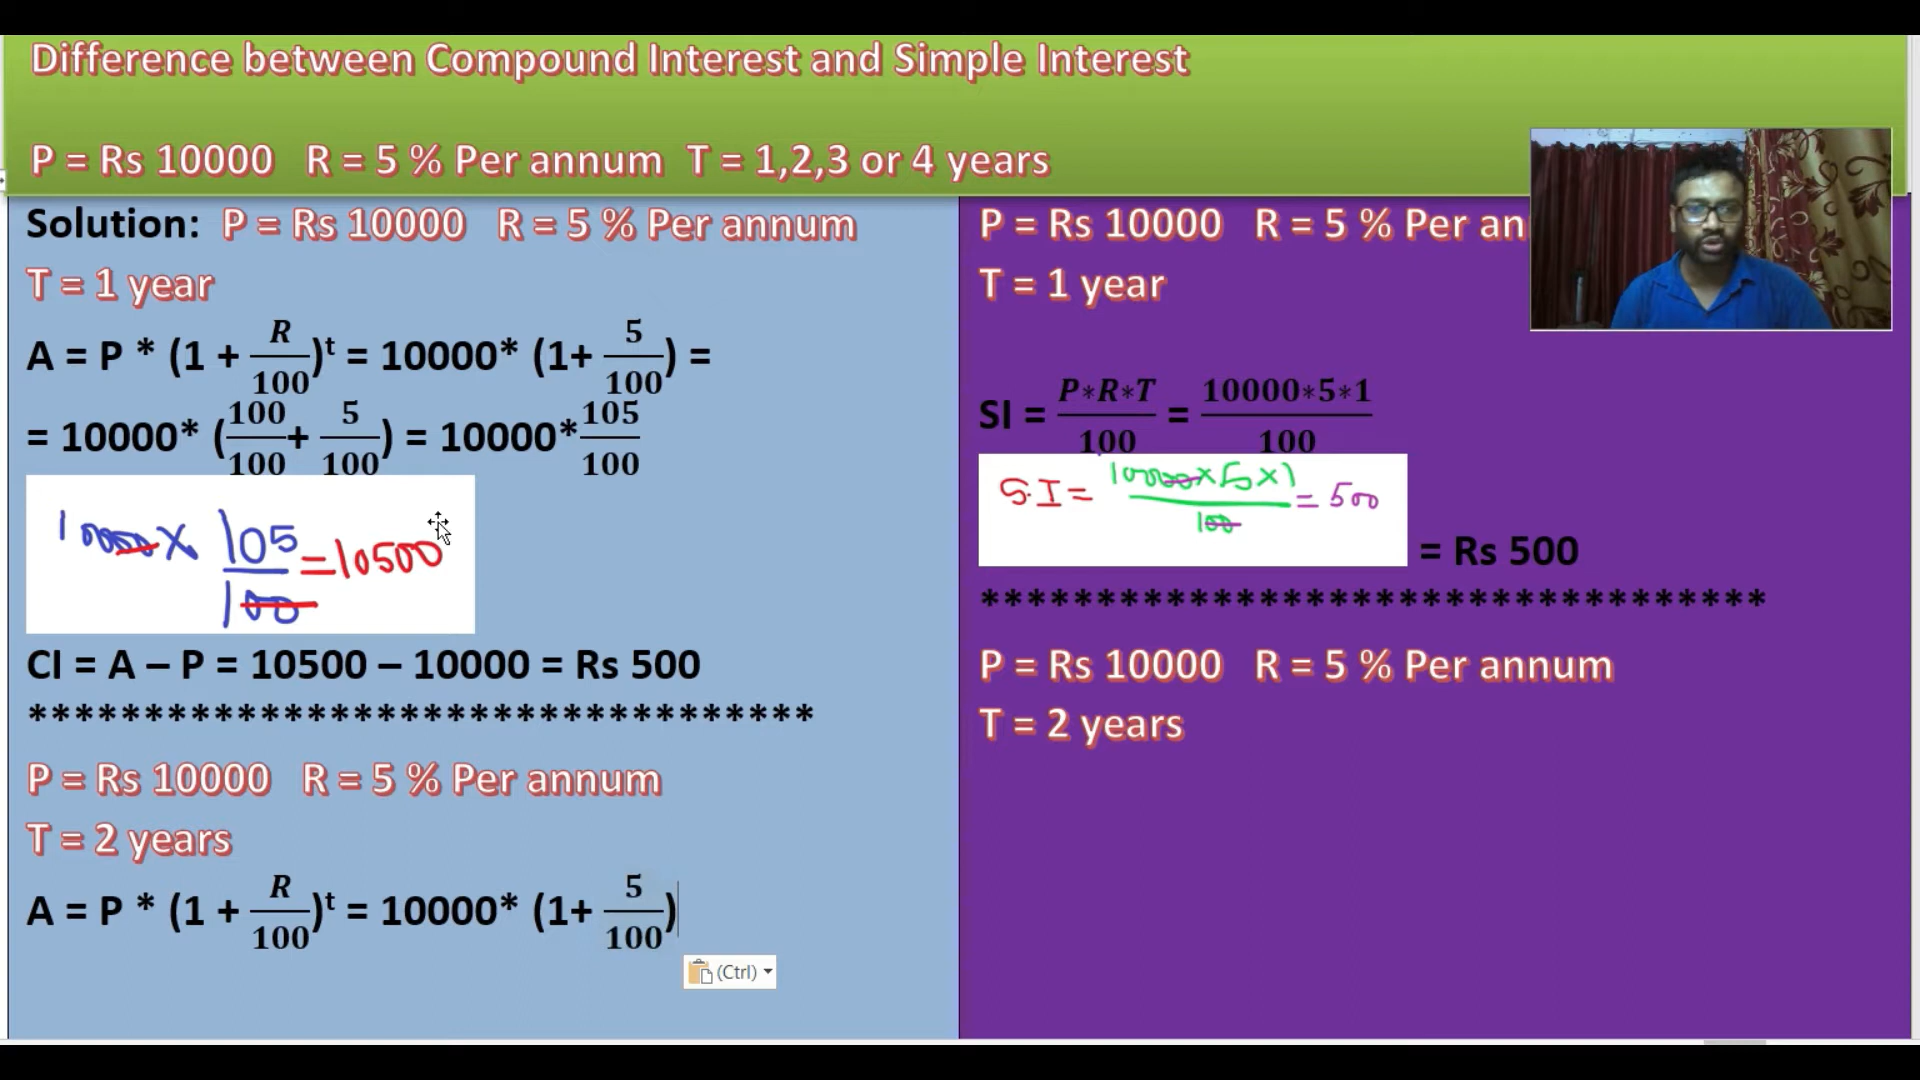 Difference between Compound Interest and Simple Interest
P = Rs 10000 R = 5 % Per annum T = 1,2,3 or 4 years
Solution: P = Rs 10000 R = 5 % Per annum
T = 1 year
A = P * (1 + R/100)ᵗ = 10000* (1+ 5/100) =
= 10000* (100/100+ 5/100) = 10000*105/100
10000 x 105/100 =10500
CI = A – P = 10500 – 10000 = Rs 500
**********************************
P = Rs 10000 R = 5 % Per annum
T = 2 years
A = P * (1 + R/100)ᵗ = 10000* (1+ 5/100)
(Ctrl)
P = Rs 10000 R = 5 % Per
T = 1 year
SI = P*R*T/100 = 10000*5*1/100
S.I = 10000x5x1/100 = 500
= Rs 500
**********************************
P = Rs 10000 R = 5 % Per annum
T = 2 years